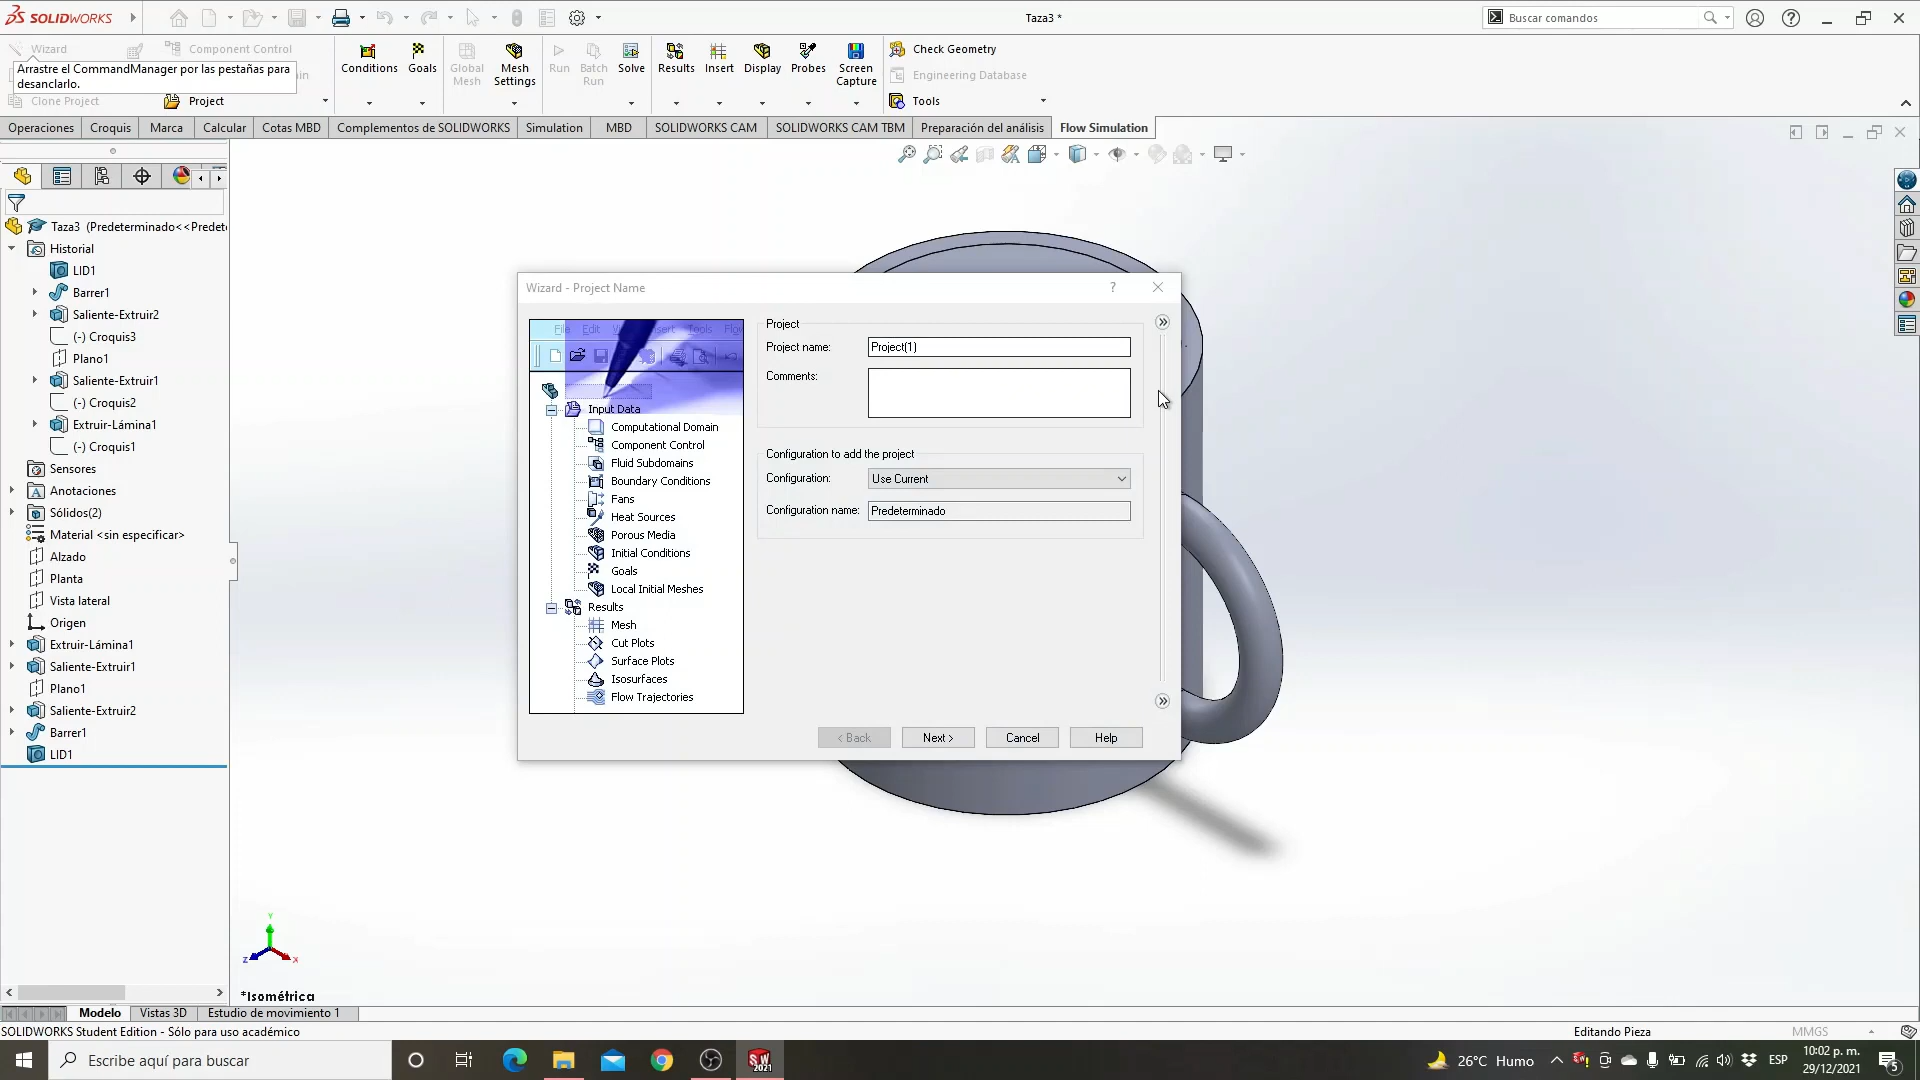 SOLIDWORKS
Taza3 *
Buscar comandos
Wizard
Component Control
Arrastre el CommandManager por las pestañas para
desanclarlo.
Clone Project
Project
Conditions
Goals
Global
Mesh
Mesh
Settings
Run
Batch
Run
Solve
Results
Insert
Display
Probes
Screen
Capture
Check Geometry
Engineering Database
Tools
Operaciones
Croquis
Marca
Calcular
Cotas MBD
Complementos de SOLIDWORKS
Simulation
MBD
SOLIDWORKS CAM
SOLIDWORKS CAM TBM
Preparación del análisis
Flow Simulation
Taza3 (Predeterminado<<Predet
Historial
LID1
Barrer1
Saliente-Extruir2
(-) Croquis3
Plano1
Saliente-Extruir1
(-) Croquis2
Extruir-Lámina1
(-) Croquis1
Sensores
Anotaciones
Sólidos(2)
Material <sin especificar>
Alzado
Planta
Vista lateral
Origen
Extruir-Lámina1
Saliente-Extruir1
Plano1
Saliente-Extruir2
Barrer1
LID1
Wizard - Project Name
File Edit Insert Tools Flow
Input Data
Computational Domain
Component Control
Fluid Subdomains
Boundary Conditions
Fans
Heat Sources
Porous Media
Initial Conditions
Goals
Local Initial Meshes
Results
Mesh
Cut Plots
Surface Plots
Isosurfaces
Flow Trajectories
Project
Project name: Project(1)
Comments:
Configuration to add the project
Configuration: Use Current
Configuration name: Predeterminado
< Back
Next >
Cancel
Help
Y
Z
X
*Isométrica
Modelo
Vistas 3D
Estudio de movimiento 1
SOLIDWORKS Student Edition - Sólo para uso académico
Editando Pieza
MMGS
Escribe aquí para buscar
SW
2021
26°C Humo
ESP
10:02 p. m.
29/12/2021
5